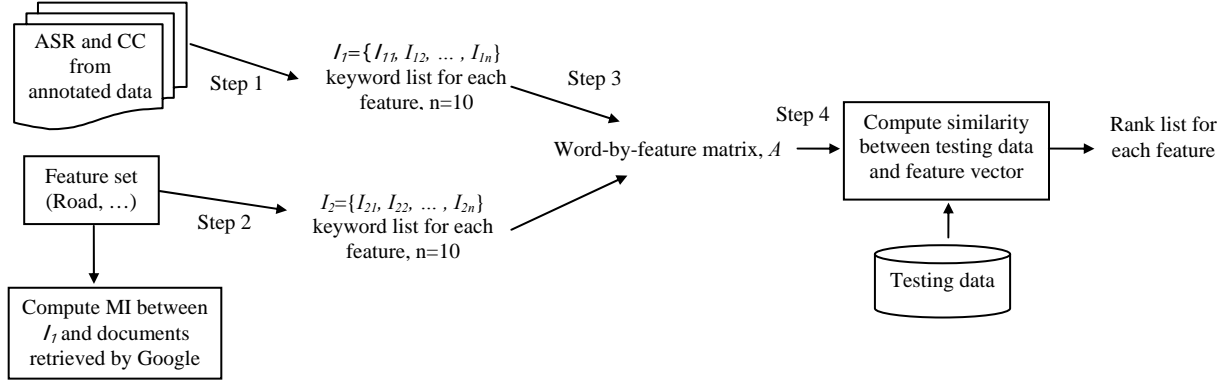 ASR and CC
from
annotated data
Step 1
I1={I11, I12, ... , I1n}
keyword list for each
feature, n=10
Step 3
Word-by-feature matrix, A
Step 4
Compute similarity
between testing data
and feature vector
Rank list for
each feature
Feature set
(Road, ...)
Step 2
I2={I21, I22, ... , I2n}
keyword list for each
feature, n=10
Testing data
Compute MI between
I1 and documents
retrieved by Google